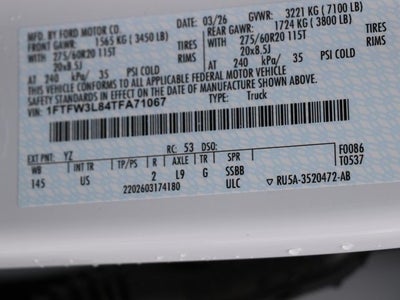 MFD. BY FORD MOTOR CO.
03/26 GVWR: 3221 KG (7100 LB)
FRONT GAWR: 1565 KG (3450 LB) REAR GAWR: 1724 KG (3800 LB)
275/60R20 115T TIRES 275/60R20 115T TIRES
20x8.5J RIMS 20x8.5J RIMS
AT 240 kPa/ 35 PSI COLD AT 240 kPa/ 35 PSI COLD
THIS VEHICLE CONFORMS TO ALL APPLICABLE FEDERAL MOTOR VEHICLE
SAFETY STANDARDS IN EFFECT ON THE DATE OF MANUFACTURE SHOWN ABOVE.
VIN: 1FTFW3L84TFA71067 TYPE: Truck
EXT PNT: YZ RC: 53 DSO: F0086
WB INT TR TP/PS R AXLE TR SPR T0537
145 US 2 L9 G SSBB
2202603174180 ULC ▽ RU5A-3520472-AB